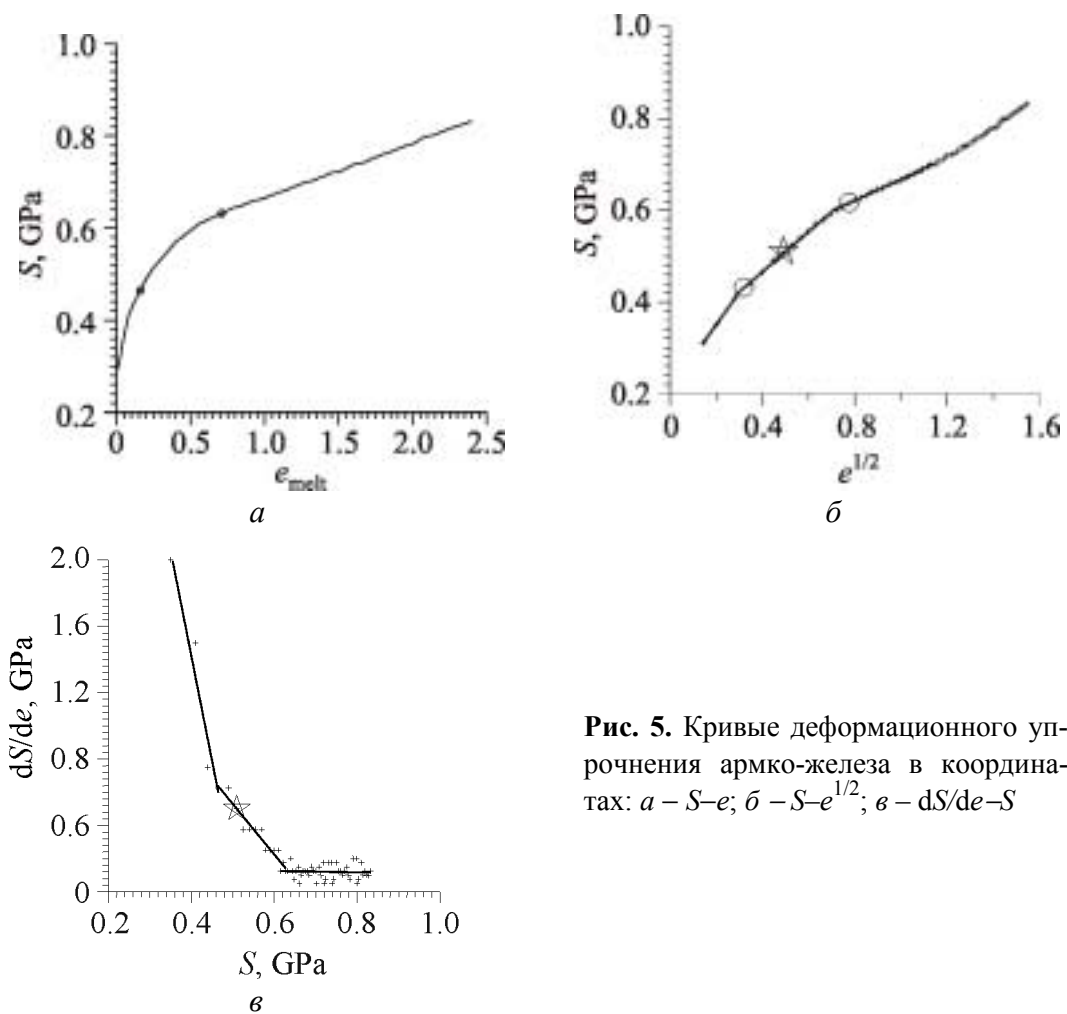 1.0
0.8
0.6
0.4
0.2
S, GPa
0 0.5 1.0 1.5 2.0 2.5
e_melt
а
1.0
0.8
0.6
0.4
0.2
S, GPa
0 0.4 0.8 1.2 1.6
e^1/2
б
2.0
1.6
1.2
0.8
0.6
0
dS/de, GPa
0.2 0.4 0.6 0.8 1.0
S, GPa
в
Рис. 5. Кривые деформационного уп-
рочнения армко-железа в координа-
тах: а – S–e; б – S–e^1/2; в – dS/de–S